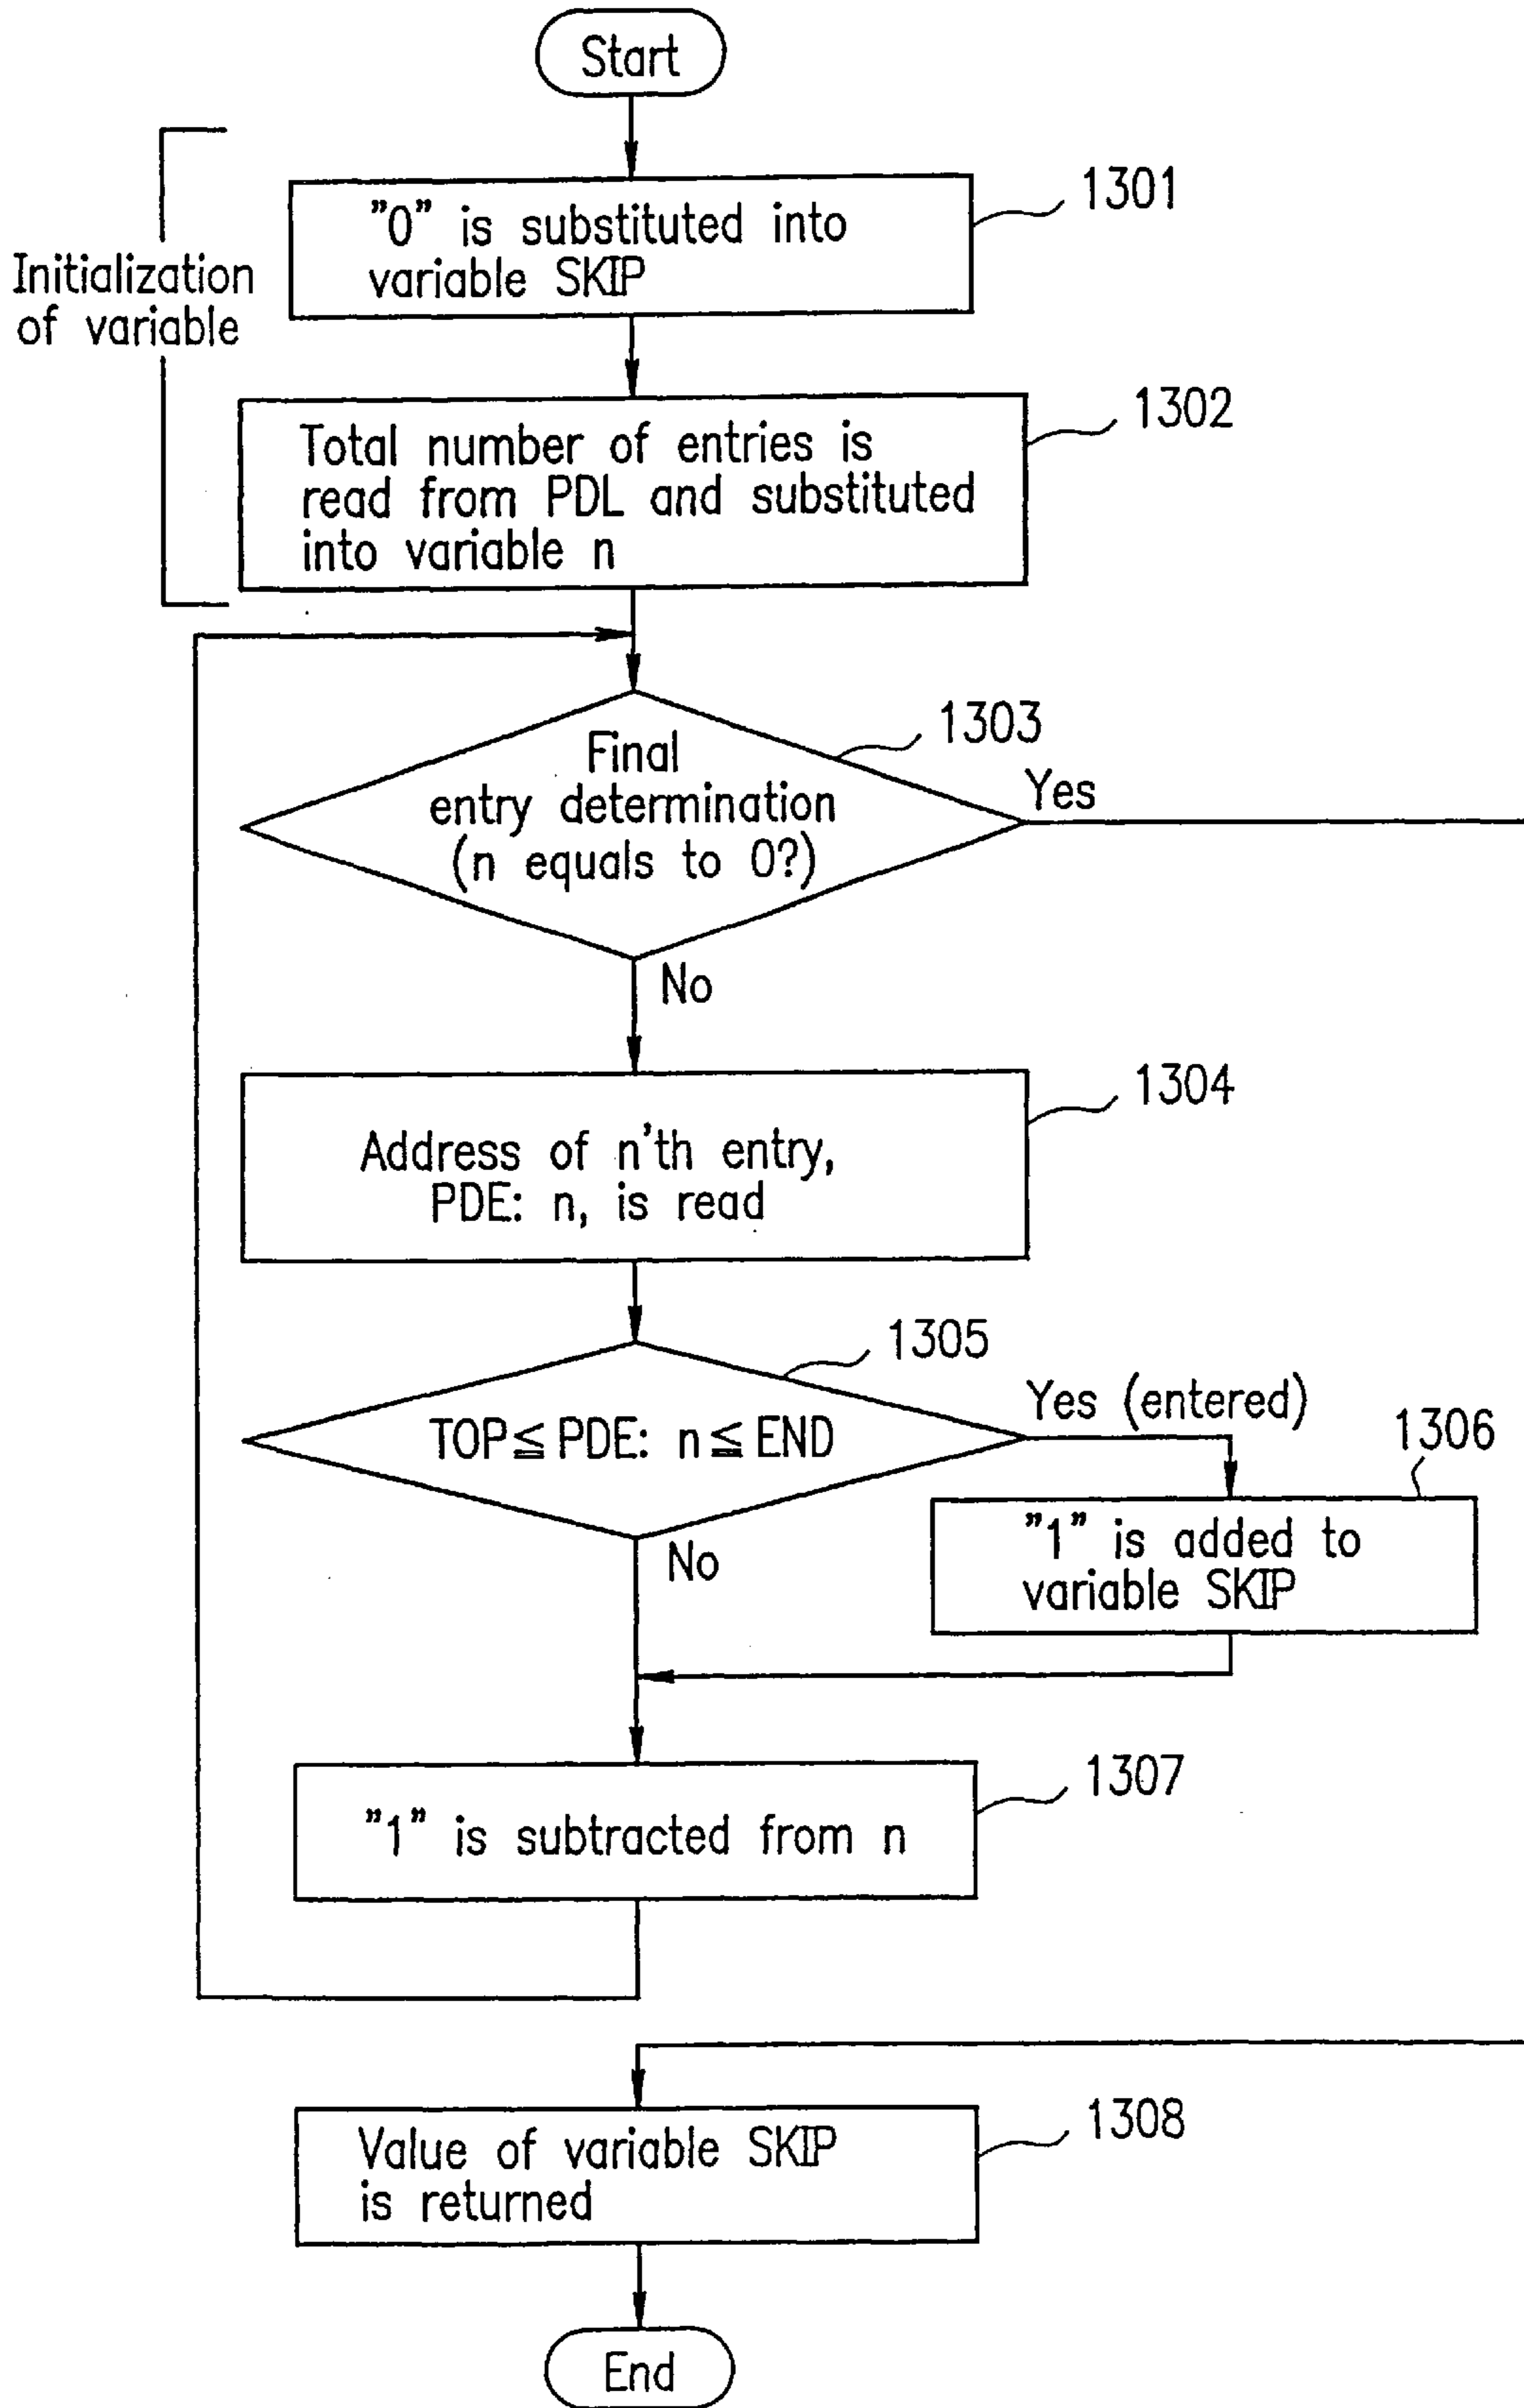 Start
1301
"0" is substituted into
variable SKIP
Initialization
of variable
1302
Total number of entries is
read from PDL and substituted
into variable n
1303
Final
entry determination
(n equals to 0?)
Yes
No
1304
Address of n'th entry,
PDE: n, is read
1305
TOP≦PDE: n≦END
Yes (entered)
1306
"1" is added to
variable SKIP
No
1307
"1" is subtracted from n
1308
Value of variable SKIP
is returned
End